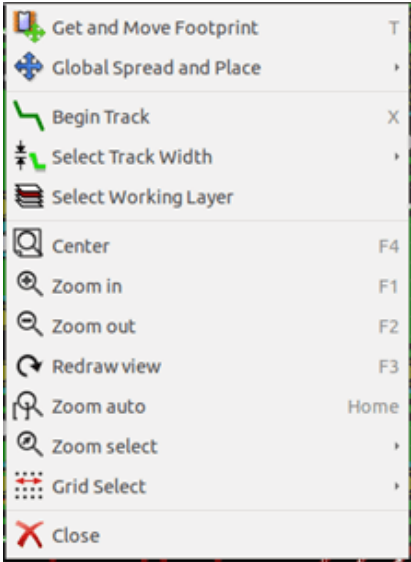 Get and Move Footprint T
Global Spread and Place
Begin Track X
Select Track Width
Select Working Layer
Center F4
Zoom in F1
Zoom out F2
Redraw view F3
Zoom auto Home
Zoom select
Grid Select
Close